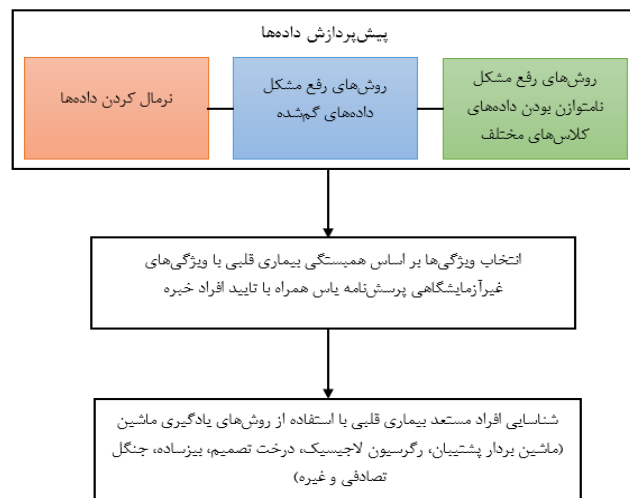 پیش‌پردازش داده‌ها
روش‌های رفع مشکل
نامتوازن بودن داده‌های
کلاس‌های مختلف
روش‌های رفع مشکل
داده‌های گم‌شده
نرمال کردن داده‌ها
انتخاب ویژگی‌ها بر اساس همبستگی بیماری قلبی با ویژگی‌های
غیرآزمایشگاهی پرسش‌نامه یاس همراه با تایید افراد خبره
شناسایی افراد مستعد بیماری قلبی با استفاده از روش‌های یادگیری ماشین
(ماشین بردار پشتیبان، رگرسیون لاجیسیک، درخت تصمیم، بیزساده، جنگل
تصادفی و غیره)